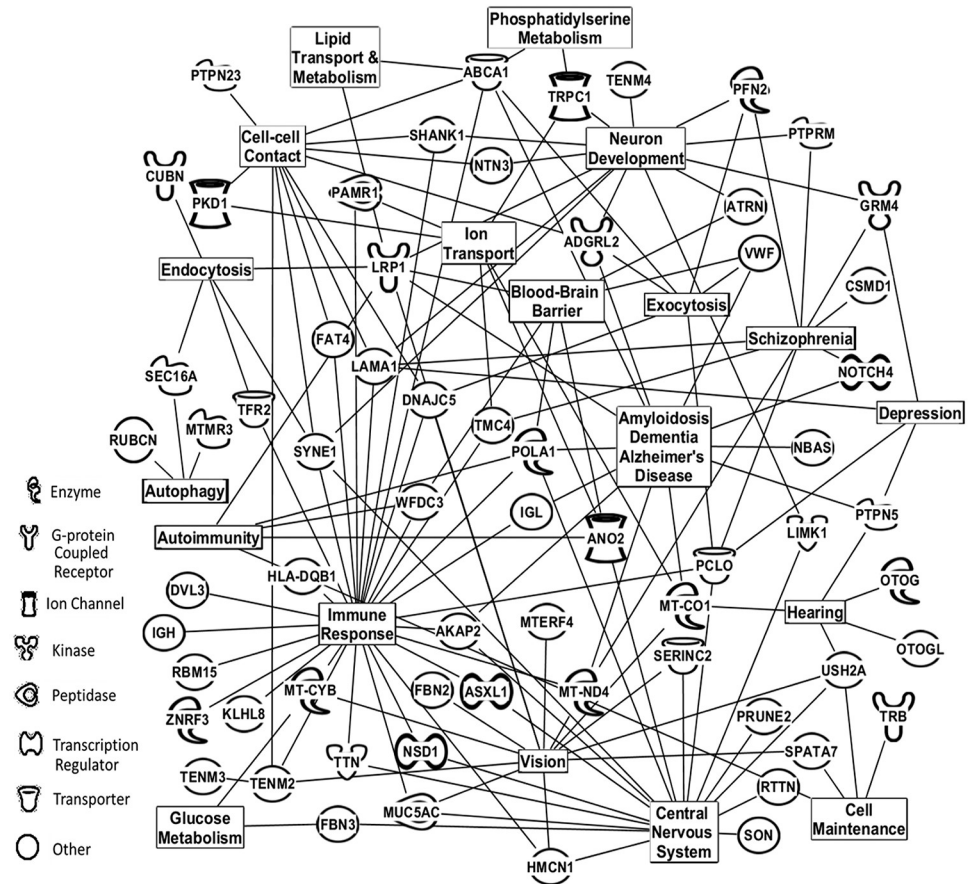 Phosphatidylserine
Metabolism
Lipid
Transport &
Metabolism
PTPN23
ABCA1
TRPC1
TENM4
PFN2
Cell-cell
Contact
SHANK1
Neuron
Development
PTPRM
NTN3
CUBN
PKD1
PAMR1
ATRN
GRM4
Ion
Transport
ADGRL2
VWF
Endocytosis
LRP1
Blood-Brain
Barrier
Exocytosis
CSMD1
Schizophrenia
FAT4
LAMA1
NOTCH4
SEC16A
DNAJC5
TFR2
Depression
MTMR3
RUBCN
TMC4
Amyloidosis
Dementia
Alzheimer's
Disease
SYNE1
POLA1
NBAS
Autophagy
Enzyme
WFDC3
IGL
PTPN5
LIMK1
Autoimmunity
ANO2
G-protein
Coupled
Receptor
HLA-DQB1
PCLO
OTOG
DVL3
Ion Channel
MT-CO1
Hearing
Immune
Response
IGH
AKAP2
MTERF4
OTOGL
Kinase
SERINC2
RBM15
USH2A
MT-CYB
FBN2
ASXL1
MT-ND4
Peptidase
ZNRF3
KLHL8
PRUNE2
TRB
Transcription
Regulator
NSD1
SPATA7
TTN
Vision
TENM3
TENM2
RTTN
Transporter
MUC5AC
Glucose
Metabolism
FBN3
Central
Nervous
System
SON
Cell
Maintenance
Other
HMCN1